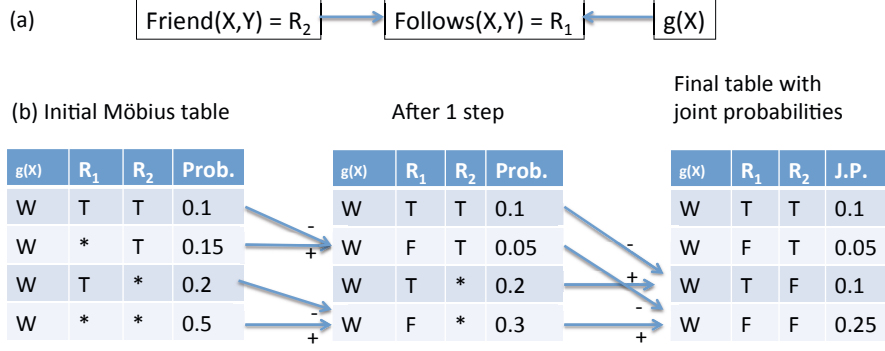 (a) Friend(X,Y) = R2 Follows(X,Y) = R1 g(X)
Final table with
(b) Initial Möbius table After 1 step joint probabilities
g(X) R1 R2 Prob. g(X) R1 R2 Prob. g(X) R1 R2 J.P.
W T T 0.1 W T T 0.1 W T T 0.1
-
W * T 0.15 + W F T 0.05 - W F T 0.05
W T * 0.2 W T * 0.2 + W T F 0.1
- -
W * * 0.5 W F * 0.3 W F F 0.25
+ +